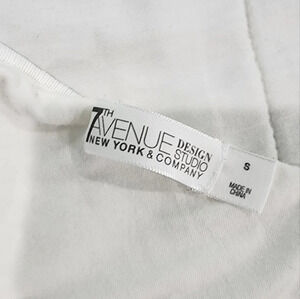 7TH
AVENUE DESIGN STUDIO
NEW YORK & COMPANY
S
MADE IN
CHINA